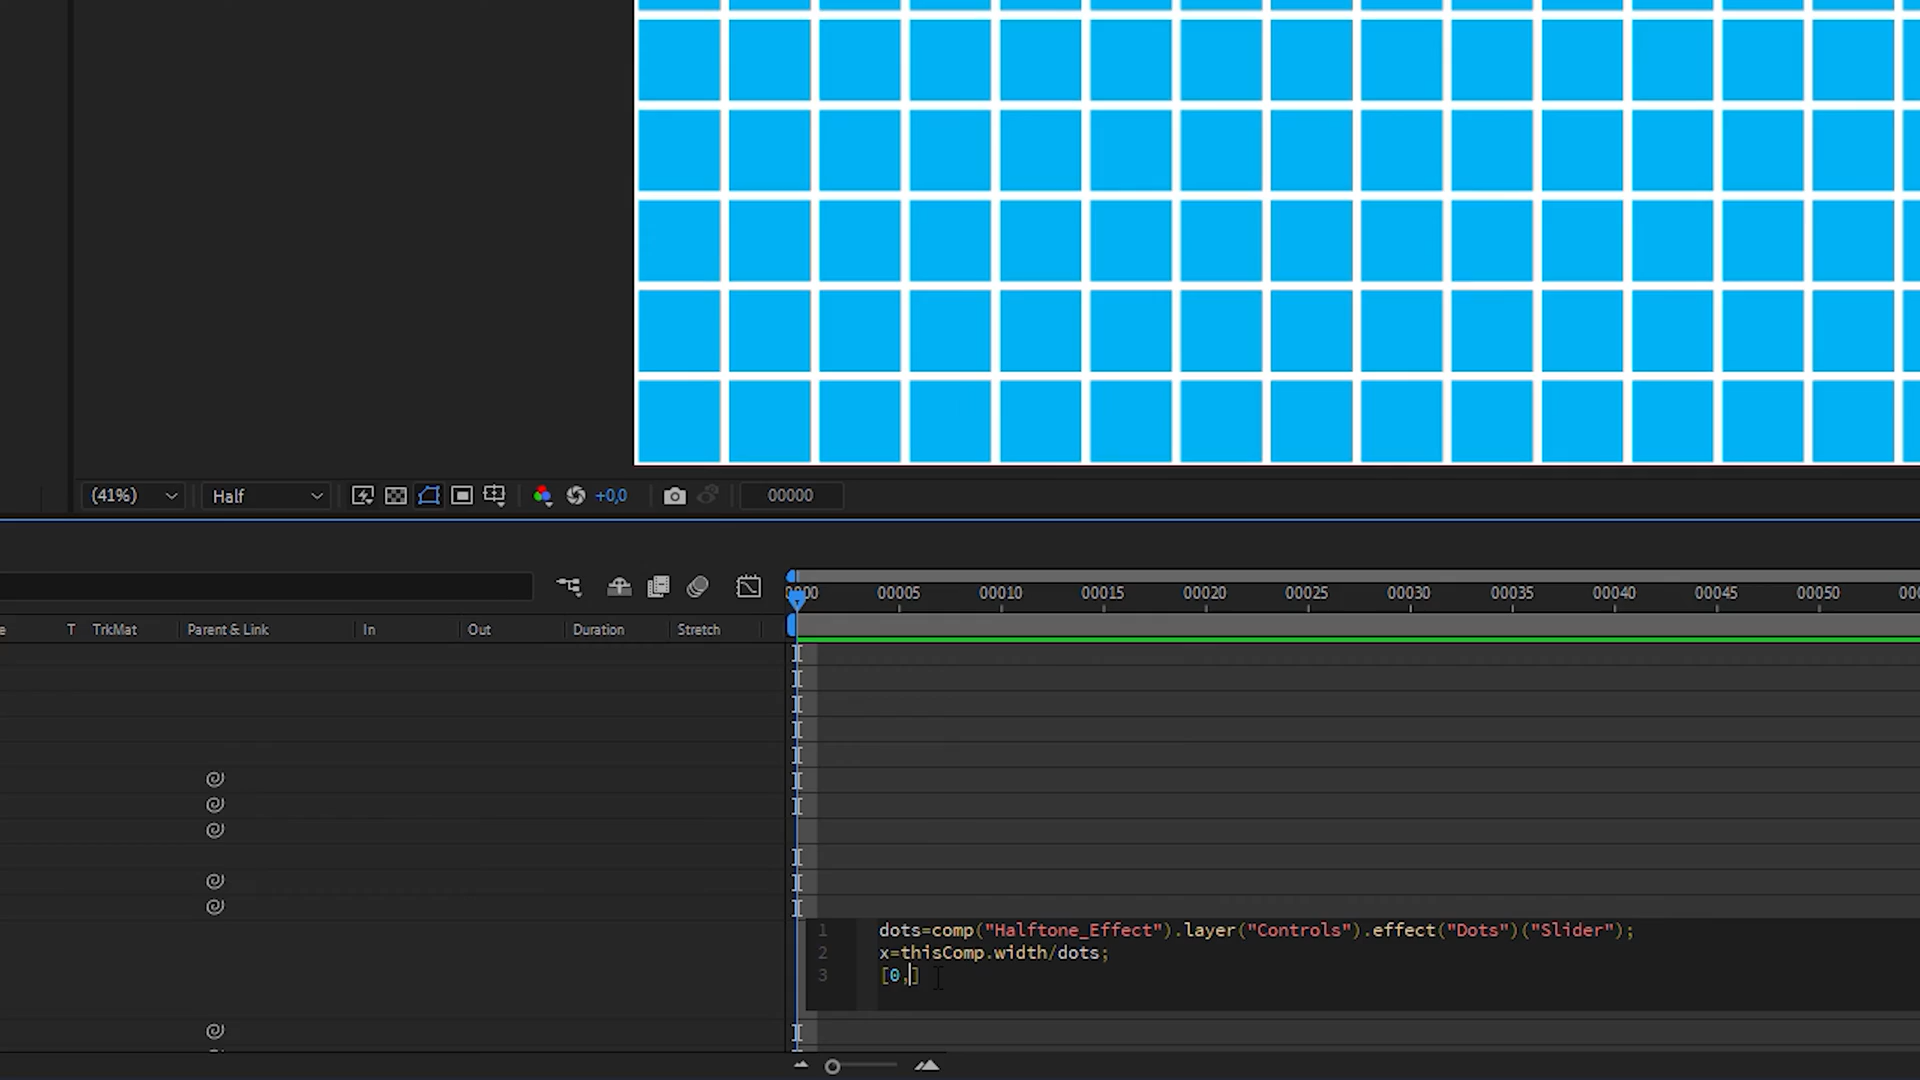 (41%)
Half
+0,0
00000
00005 00010 00015 00020 00025 00030 00035 00040 00045 00050
T TrkMat Parent & Link In Out Duration Stretch
1 dots=comp("Halftone_Effect").layer("Controls").effect("Dots")("Slider");
2 x=thisComp.width/dots;
3 [0,]